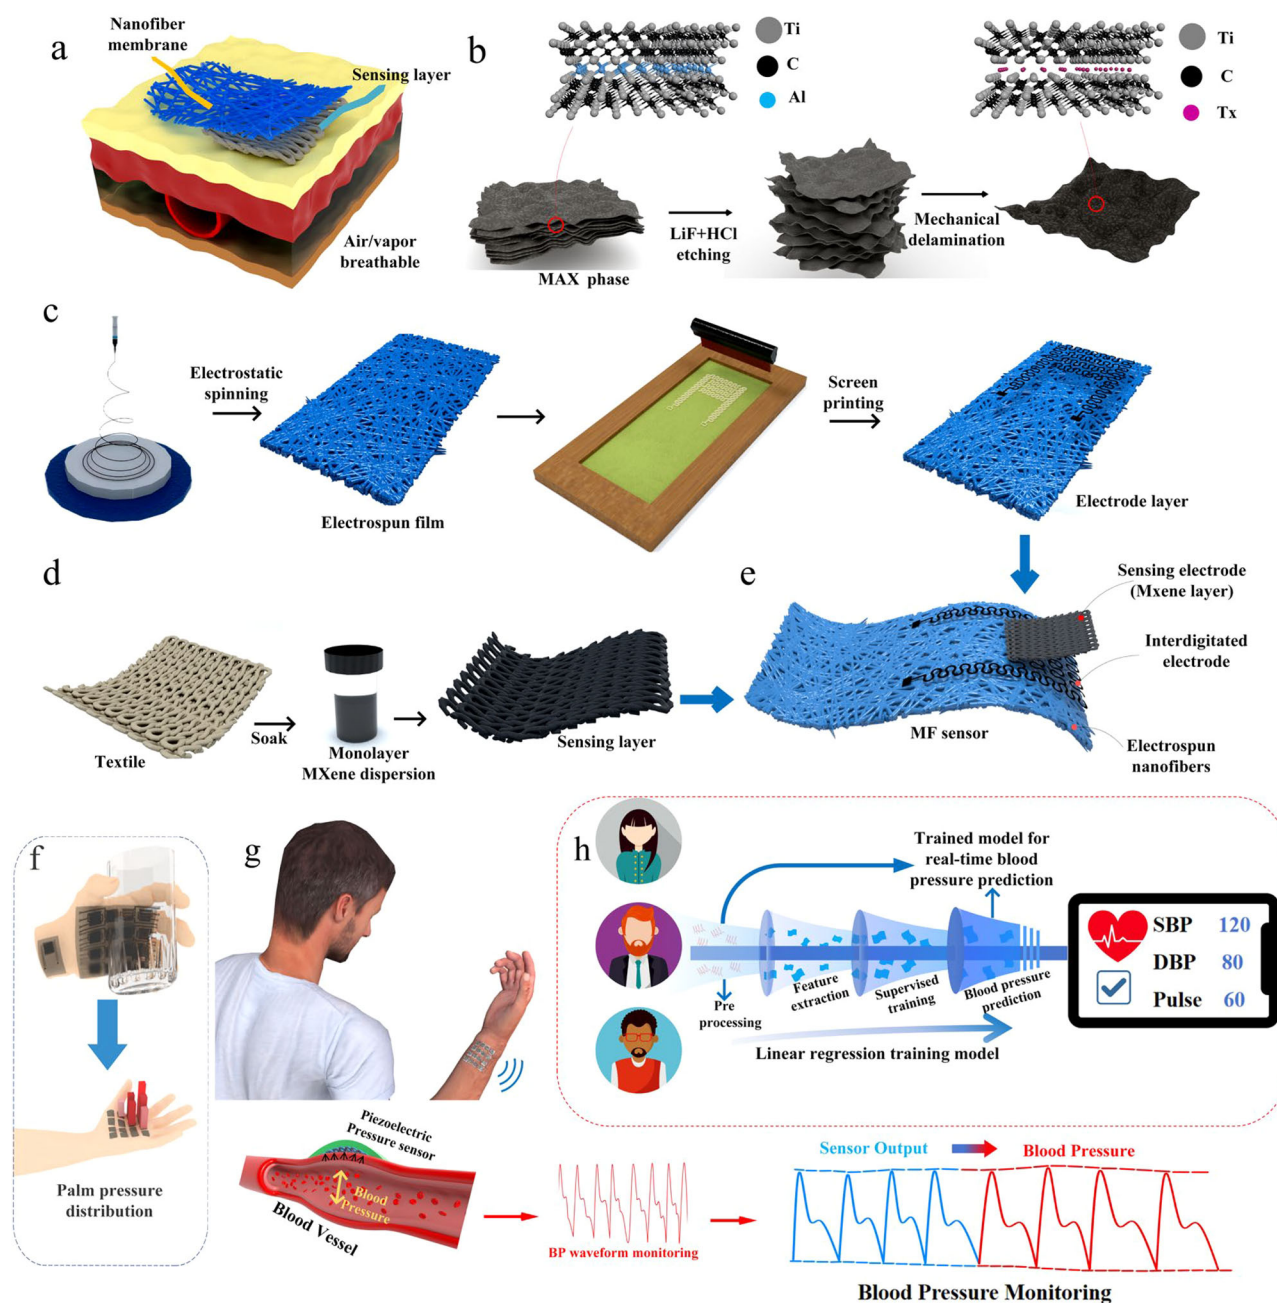 a
Nanofiber
membrane
Sensing layer
Air/vapor
breathable
b
Ti
C
Al
Ti
C
Tx
MAX phase
LiF+HCl
etching
Mechanical
delamination
c
Electrostatic
spinning
Electrospun film
Screen
printing
Electrode layer
d
Textile
Soak
Monolayer
MXene dispersion
Sensing layer
e
Sensing electrode
(Mxene layer)
Interdigitated
electrode
MF sensor
Electrospun
nanofibers
f
Palm pressure
distribution
g
Piezoelectric
Pressure sensor
Blood
Pressure
Blood Vessel
BP waveform monitoring
h
Trained model for
real-time blood
pressure prediction
Pre
processing
Feature
extraction
Supervised
training
Blood pressure
prediction
Linear regression training model
SBP 120
DBP 80
Pulse 60
Sensor Output
Blood Pressure
Blood Pressure Monitoring